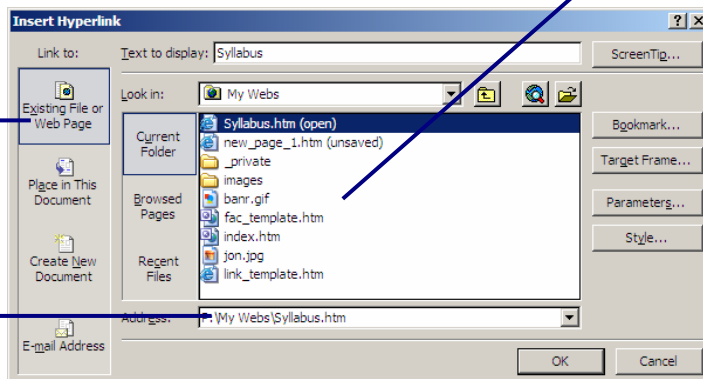 Insert Hyperlink
Link to:
Text to display: Syllabus
ScreenTip...
Existing File or
Web Page
Place in This
Document
Create New
Document
E-mail Address
Look in: My Webs
Current
Folder
Browsed
Pages
Recent
Files
Syllabus.htm (open)
new_page_1.htm (unsaved)
_private
images
banr.gif
fac_template.htm
index.htm
jon.jpg
link_template.htm
Bookmark...
Target Frame...
Parameters...
Style...
Address: \My Webs\Syllabus.htm
OK
Cancel